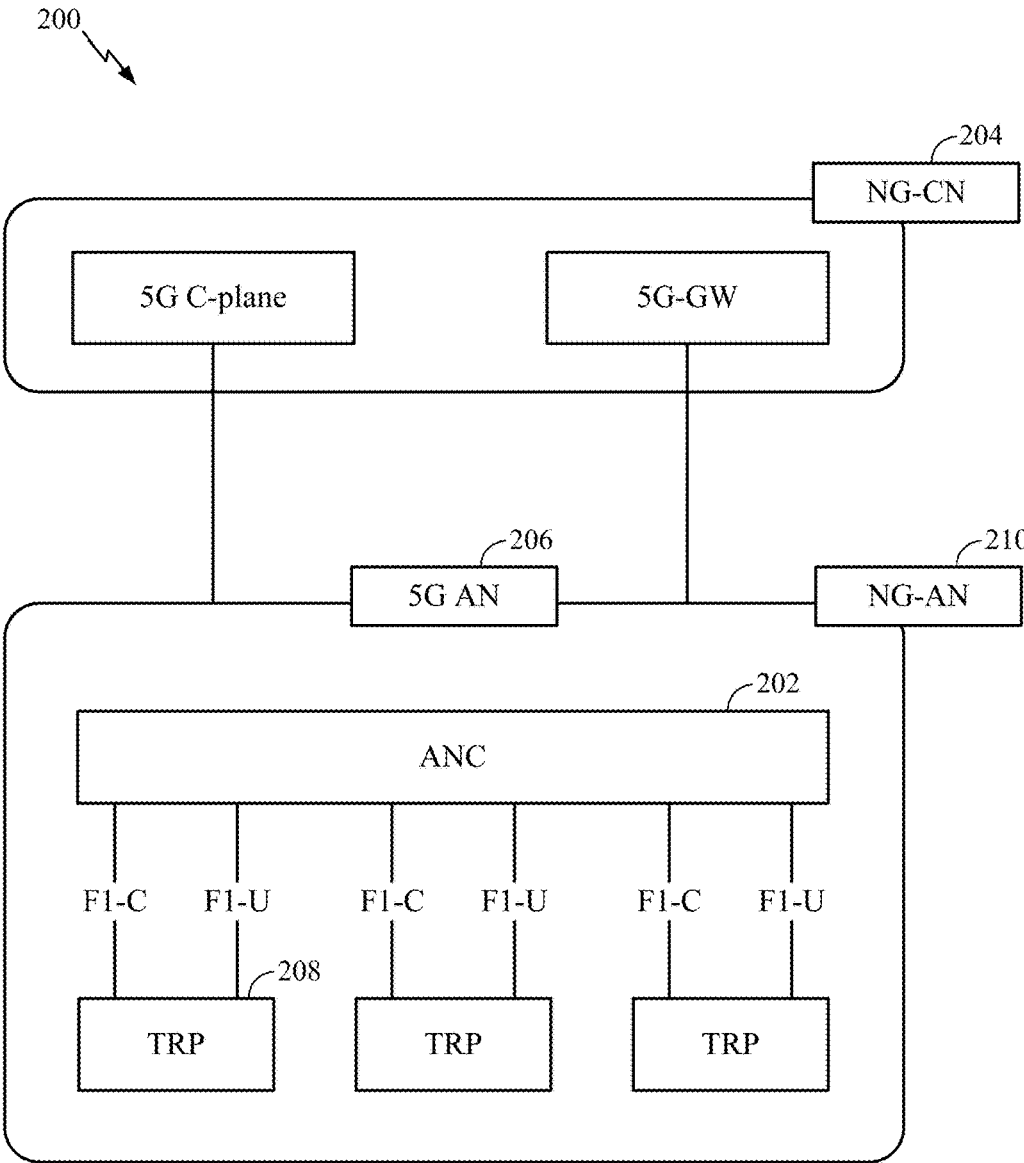 200
204
NG-CN
5G C-plane
5G-GW
206
210
5G AN
NG-AN
202
ANC
F1-C
F1-U
F1-C
F1-U
F1-C
F1-U
208
TRP
TRP
TRP